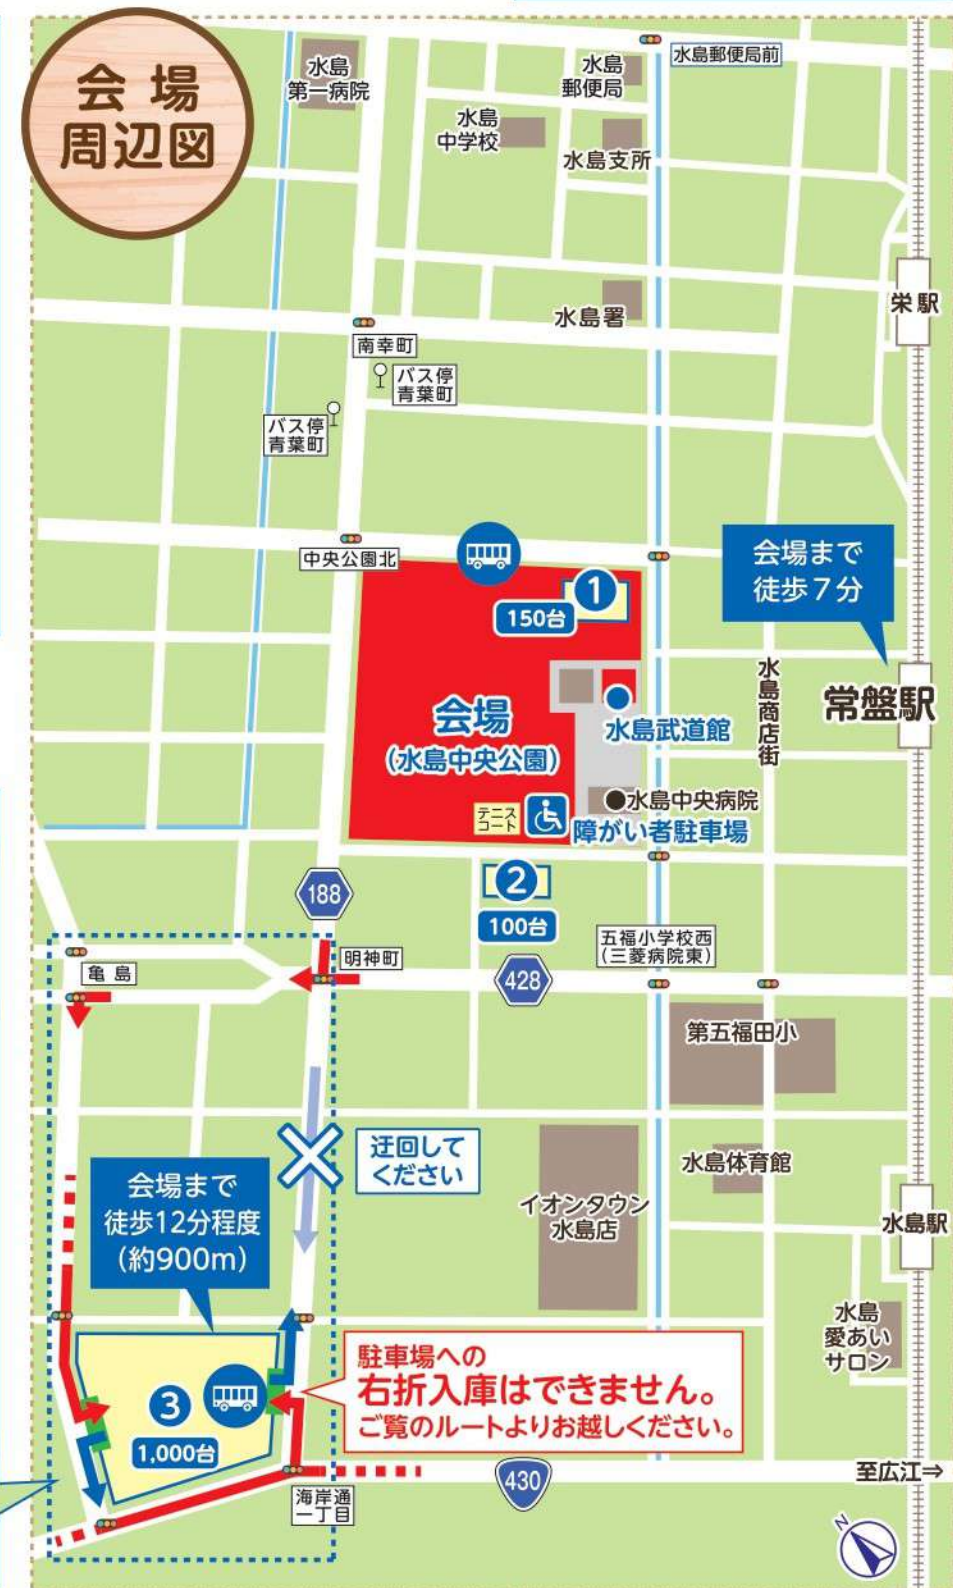 会場
周辺図
水島
第一病院
水島
郵便局
水島郵便局前
水島
中学校
水島支所
栄駅
水島署
南幸町
バス停
青葉町
バス停
青葉町
中央公園北
会場まで
徒歩7分
1
150台
水島商店街
常盤駅
会場
(水島中央公園)
水島武道館
テニス
コート
水島中央病院
障がい者駐車場
2
100台
188
五福小学校西
(三菱病院東)
明神町
亀島
428
第五福田小
迂回して
ください
水島体育館
会場まで
徒歩12分程度
(約900m)
イオンタウン
水島店
水島駅
水島
愛あい
サロン
駐車場への
右折入庫はできません。
ご覧のルートよりお越しください。
3
1,000台
海岸通
一丁目
430
至広江⇒
N